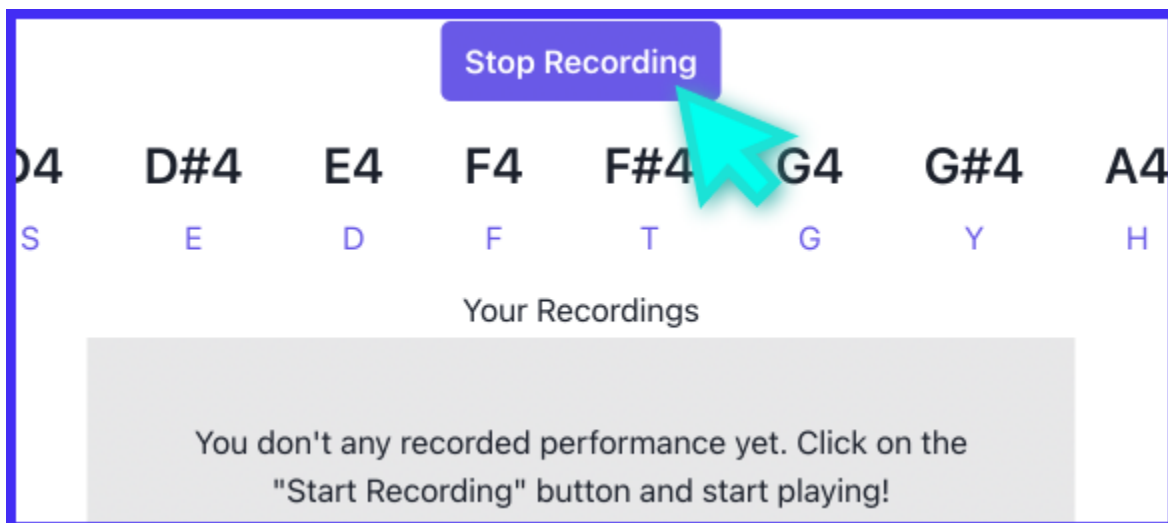 Stop Recording
D4 D#4 E4 F4 F#4 G4 G#4 A4
S E D F T G Y H
Your Recordings
You don't any recorded performance yet. Click on the
"Start Recording" button and start playing!